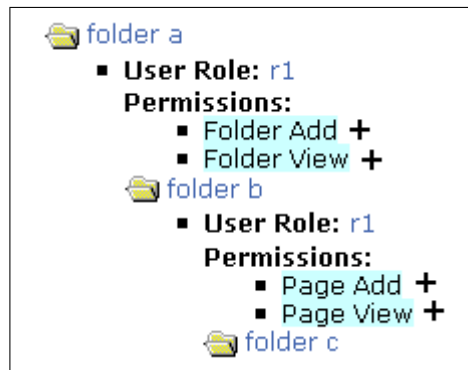 folder a
▪ User Role: r1
Permissions:
▪ Folder Add +
▪ Folder View +
folder b
▪ User Role: r1
Permissions:
▪ Page Add +
▪ Page View +
folder c